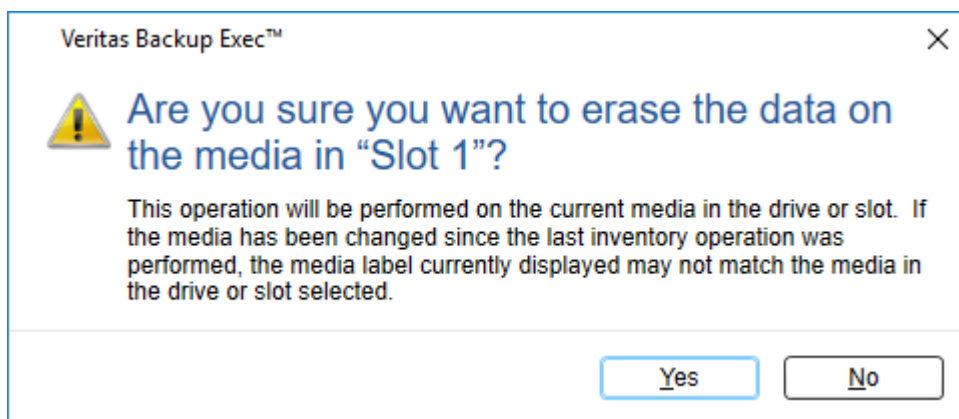 Veritas Backup Exec™
Are you sure you want to erase the data on
the media in “Slot 1”?
This operation will be performed on the current media in the drive or slot.  If
the media has been changed since the last inventory operation was
performed, the media label currently displayed may not match the media in
the drive or slot selected.
Yes No